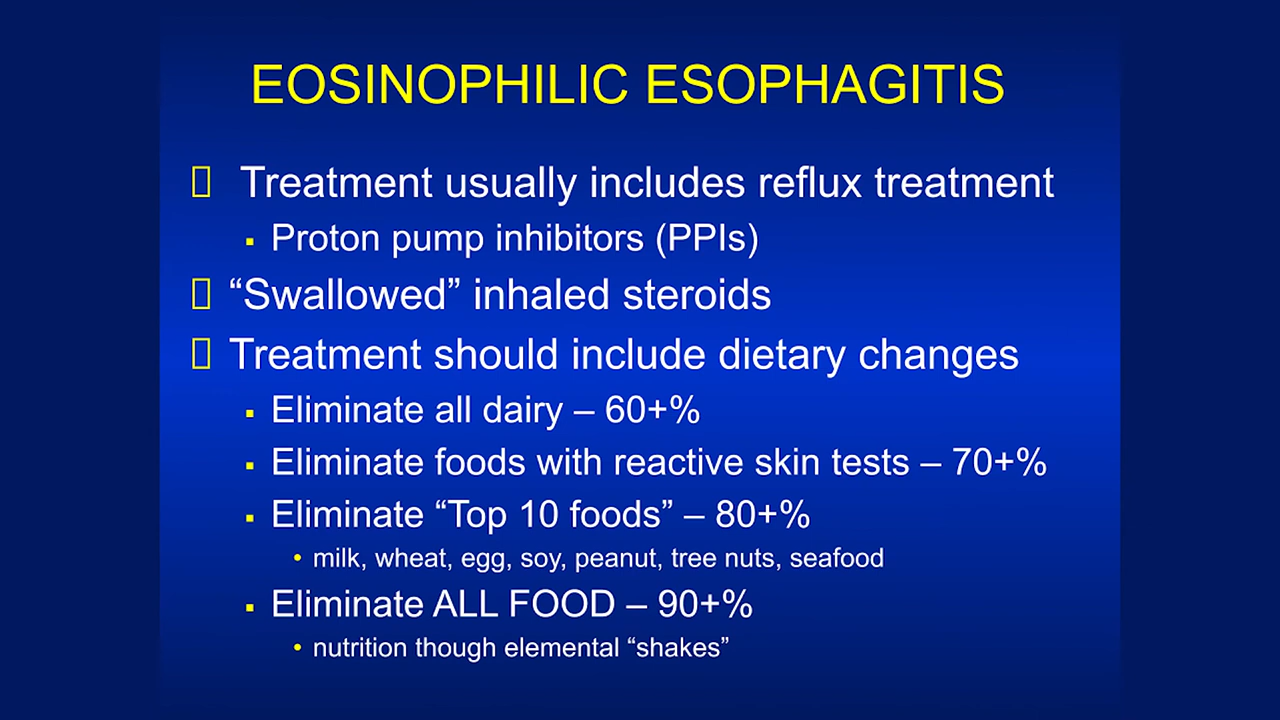 EOSINOPHILIC ESOPHAGITIS
Treatment usually includes reflux treatment
▪ Proton pump inhibitors (PPIs)
“Swallowed” inhaled steroids
Treatment should include dietary changes
▪ Eliminate all dairy – 60+%
▪ Eliminate foods with reactive skin tests – 70+%
▪ Eliminate “Top 10 foods” – 80+%
• milk, wheat, egg, soy, peanut, tree nuts, seafood
▪ Eliminate ALL FOOD – 90+%
• nutrition though elemental “shakes”